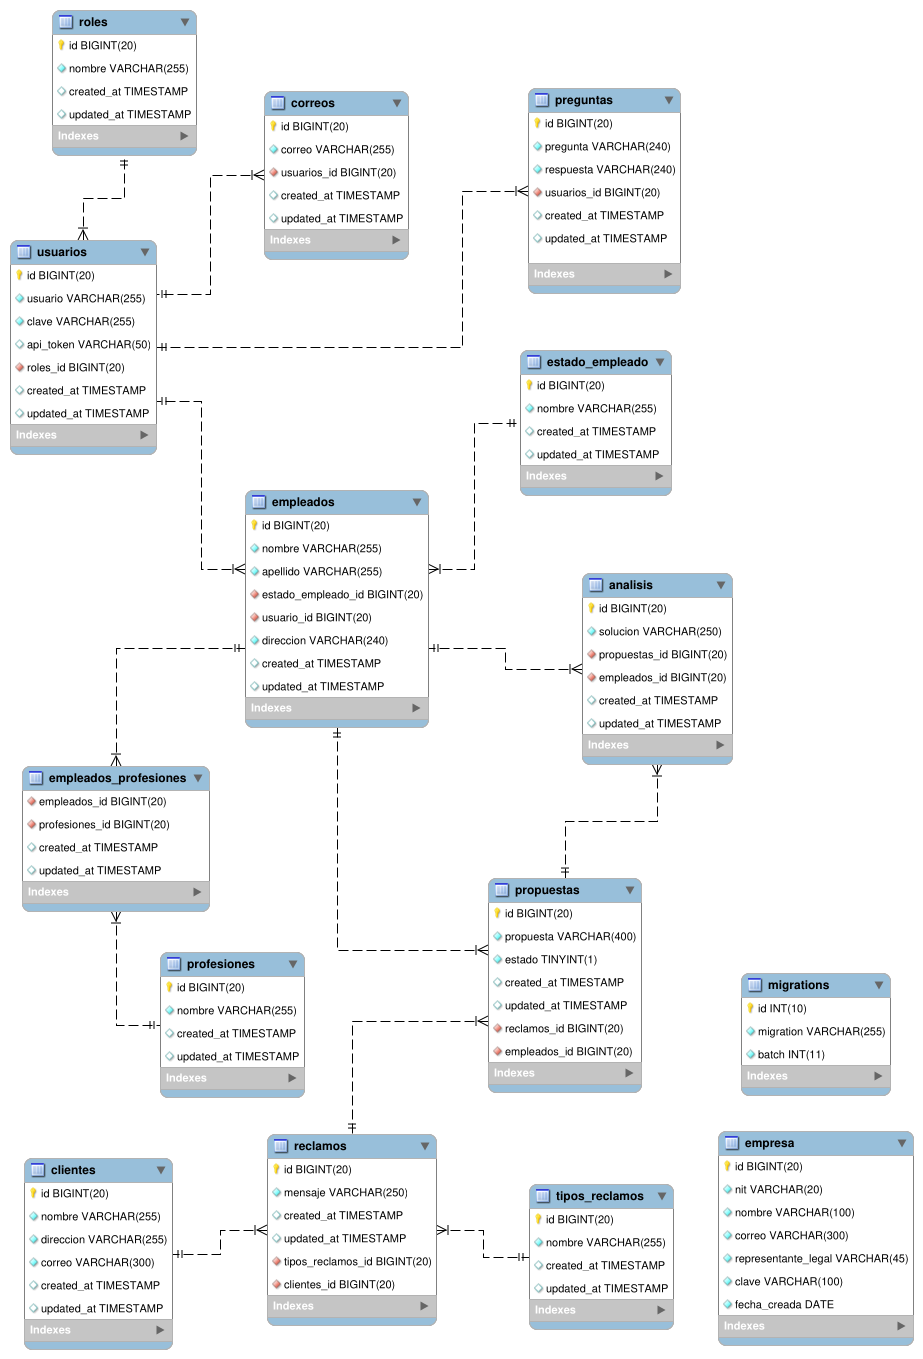 roles
id BIGINT(20)
nombre VARCHAR(255)
created_at TIMESTAMP
updated_at TIMESTAMP
Indexes
correos
id BIGINT(20)
correo VARCHAR(255)
usuarios_id BIGINT(20)
created_at TIMESTAMP
updated_at TIMESTAMP
Indexes
preguntas
id BIGINT(20)
pregunta VARCHAR(240)
respuesta VARCHAR(240)
usuarios_id BIGINT(20)
created_at TIMESTAMP
updated_at TIMESTAMP
Indexes
usuarios
id BIGINT(20)
usuario VARCHAR(255)
clave VARCHAR(255)
api_token VARCHAR(50)
roles_id BIGINT(20)
created_at TIMESTAMP
updated_at TIMESTAMP
Indexes
estado_empleado
id BIGINT(20)
nombre VARCHAR(255)
created_at TIMESTAMP
updated_at TIMESTAMP
Indexes
empleados
id BIGINT(20)
nombre VARCHAR(255)
apellido VARCHAR(255)
estado_empleado_id BIGINT(20)
usuario_id BIGINT(20)
direccion VARCHAR(240)
created_at TIMESTAMP
updated_at TIMESTAMP
Indexes
analisis
id BIGINT(20)
solucion VARCHAR(250)
propuestas_id BIGINT(20)
empleados_id BIGINT(20)
created_at TIMESTAMP
updated_at TIMESTAMP
Indexes
empleados_profesiones
empleados_id BIGINT(20)
profesiones_id BIGINT(20)
created_at TIMESTAMP
updated_at TIMESTAMP
Indexes
propuestas
id BIGINT(20)
propuesta VARCHAR(400)
estado TINYINT(1)
created_at TIMESTAMP
updated_at TIMESTAMP
reclamos_id BIGINT(20)
empleados_id BIGINT(20)
Indexes
profesiones
id BIGINT(20)
nombre VARCHAR(255)
created_at TIMESTAMP
updated_at TIMESTAMP
Indexes
migrations
id INT(10)
migration VARCHAR(255)
batch INT(11)
Indexes
clientes
id BIGINT(20)
nombre VARCHAR(255)
direccion VARCHAR(255)
correo VARCHAR(300)
created_at TIMESTAMP
updated_at TIMESTAMP
Indexes
reclamos
id BIGINT(20)
mensaje VARCHAR(250)
created_at TIMESTAMP
updated_at TIMESTAMP
tipos_reclamos_id BIGINT(20)
clientes_id BIGINT(20)
Indexes
tipos_reclamos
id BIGINT(20)
nombre VARCHAR(255)
created_at TIMESTAMP
updated_at TIMESTAMP
Indexes
empresa
id BIGINT(20)
nit VARCHAR(20)
nombre VARCHAR(100)
correo VARCHAR(300)
representante_legal VARCHAR(45)
clave VARCHAR(100)
fecha_creada DATE
Indexes